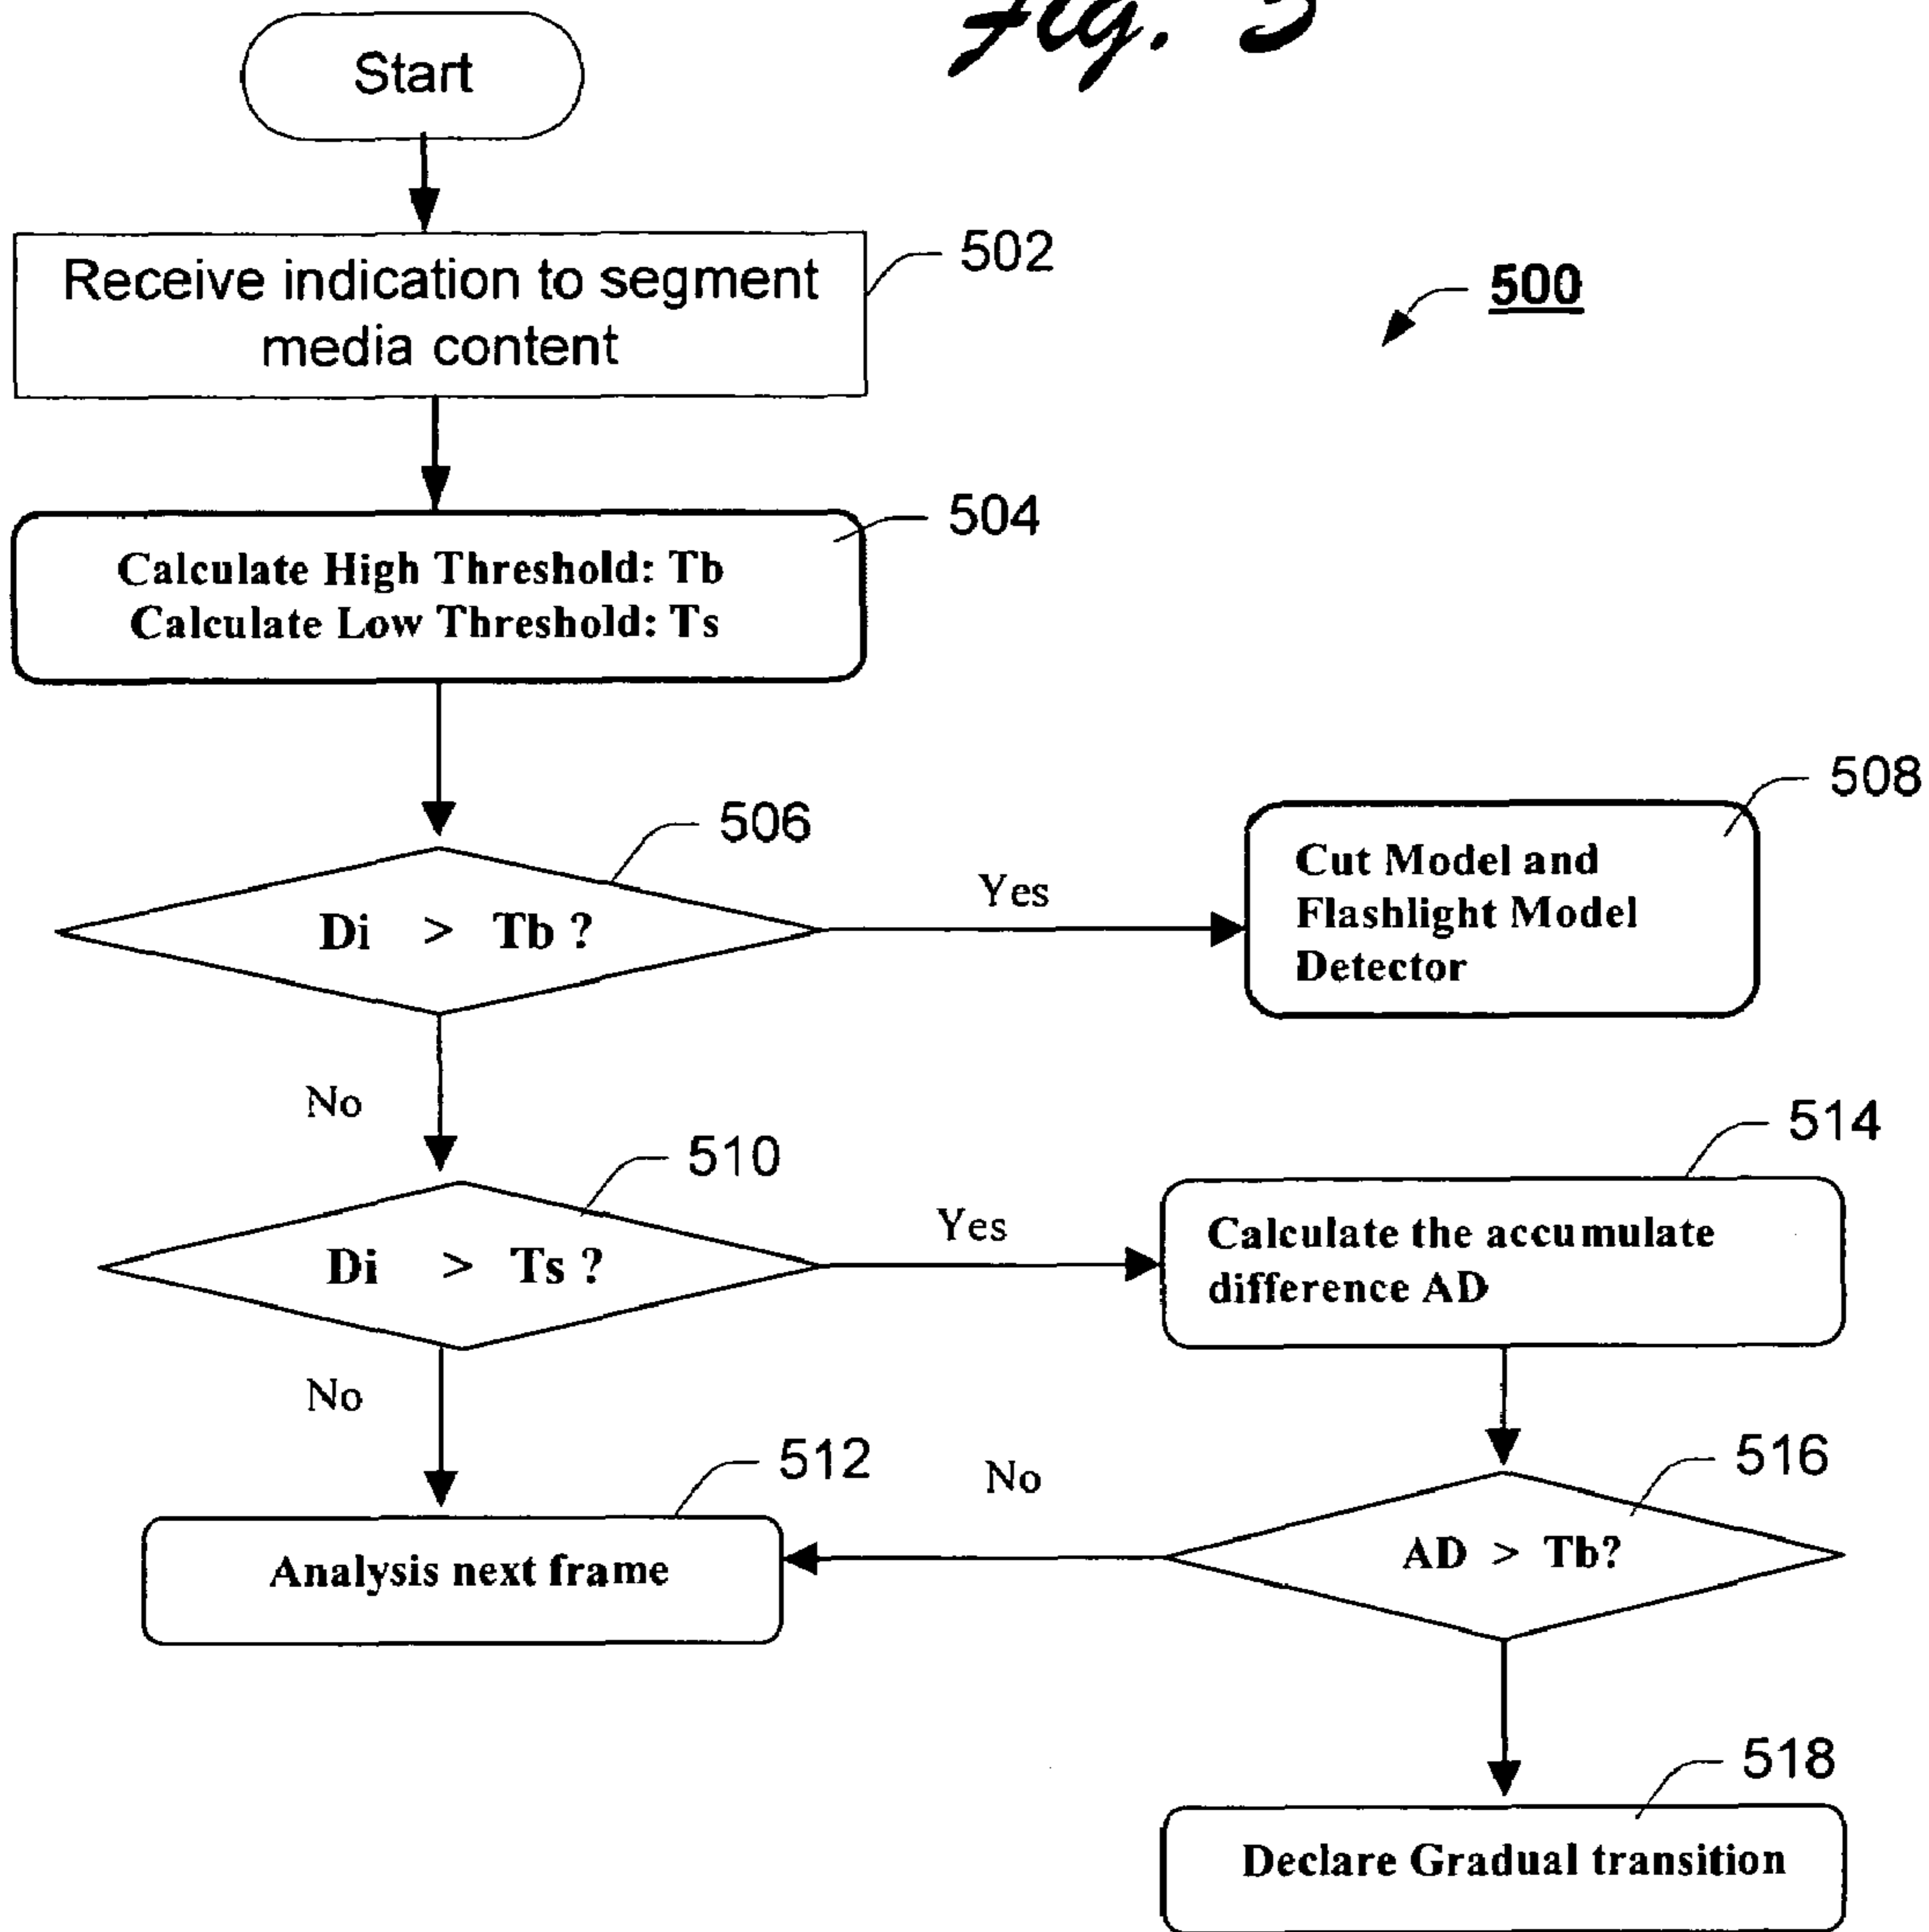 Fig.
Start
Receive indication to segment
media content
502
500
504
Calculate High Threshold: Tb
Calculate Low Threshold: Ts
506
Di > Tb ?
Yes
508
Cut Model and
Flashlight Model
Detector
No
510
Di > Ts ?
Yes
514
Calculate the accumulate
difference AD
No
512
Analysis next frame
No
516
AD > Tb?
518
Declare Gradual transition